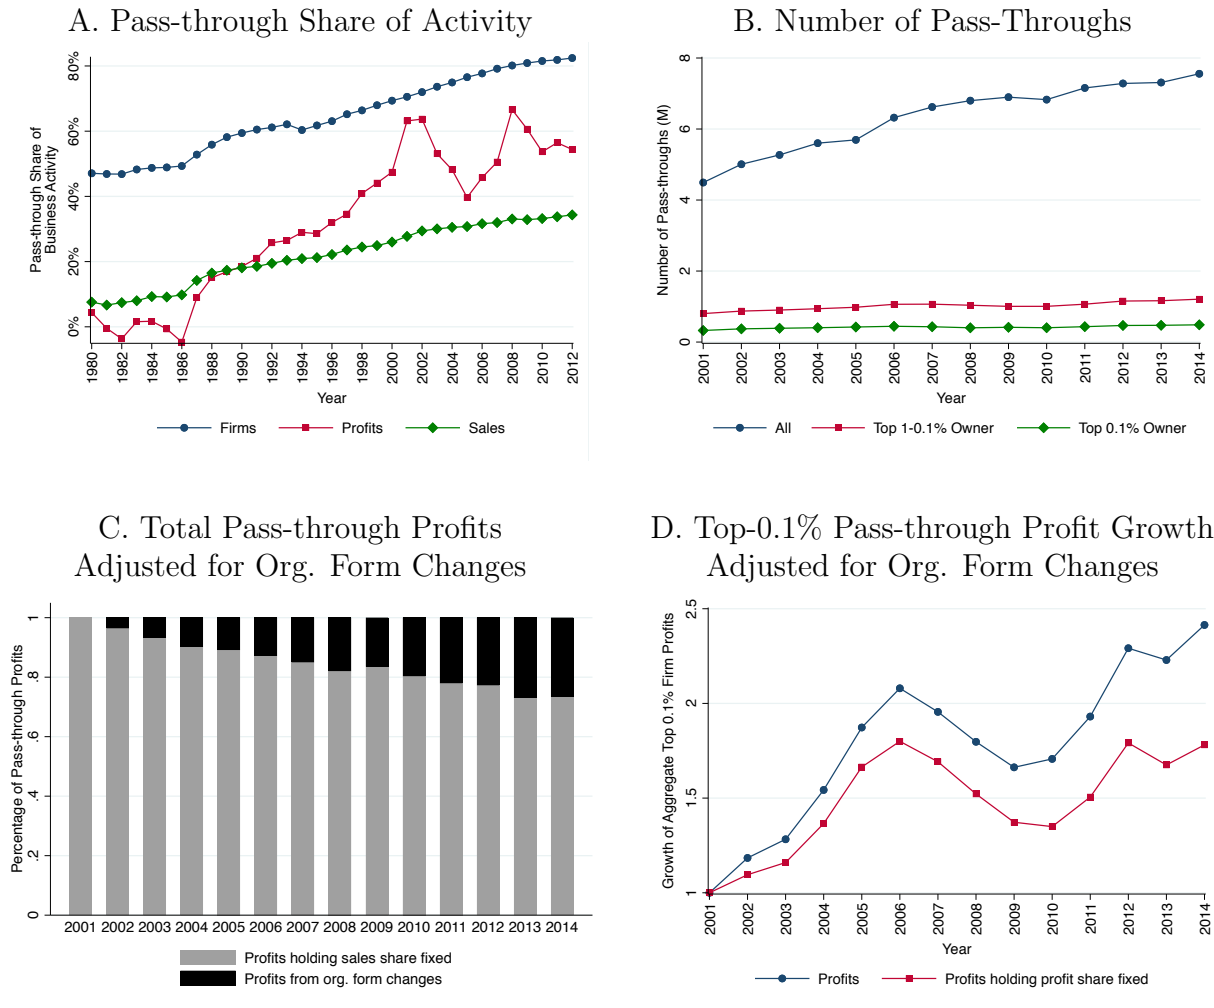 A. Pass-through Share of Activity
Pass-through Share of
Business Activity
80%
60%
40%
20%
0%
1980 1982 1984 1986 1988 1990 1992 1994 1996 1998 2000 2002 2004 2006 2008 2010 2012
Year
Firms Profits Sales
B. Number of Pass-Throughs
Number of Pass-throughs (M)
8
6
4
2
0
2001 2002 2003 2004 2005 2006 2007 2008 2009 2010 2011 2012 2013 2014
Year
All Top 1-0.1% Owner Top 0.1% Owner
C. Total Pass-through Profits
Adjusted for Org. Form Changes
Percentage of Pass-through Profits
1
.8
.6
.4
.2
0
2001 2002 2003 2004 2005 2006 2007 2008 2009 2010 2011 2012 2013 2014
Profits holding sales share fixed
Profits from org. form changes
D. Top-0.1% Pass-through Profit Growth
Adjusted for Org. Form Changes
Growth of Aggregate Top 0.1% Firm Profits
2.5
2
1.5
1
2001 2002 2003 2004 2005 2006 2007 2008 2009 2010 2011 2012 2013 2014
Year
Profits Profits holding profit share fixed